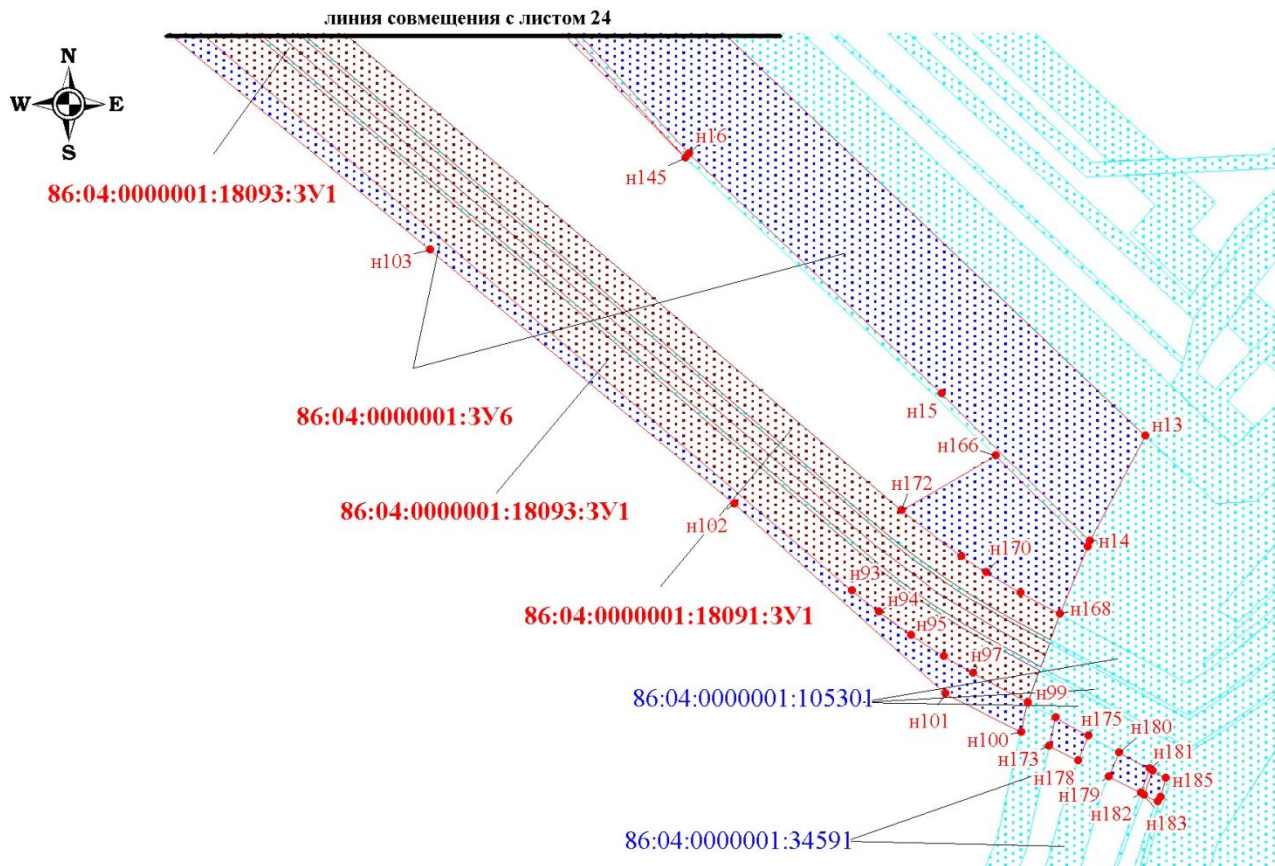 линия совмещения с листом 24
N
W E
S
н16
н145
86:04:0000001:18093:ЗУ1
н103
н15
86:04:0000001:ЗУ6
н13
н166
86:04:0000001:18093:ЗУ1
н172
н102
н14
н170
н93
н94
н168
86:04:0000001:18091:ЗУ1
н95
н97
86:04:0000001:105301
н99
н101
н100
н175
н180
н173
н181
н178
н185
н179
н182
н183
86:04:0000001:34591